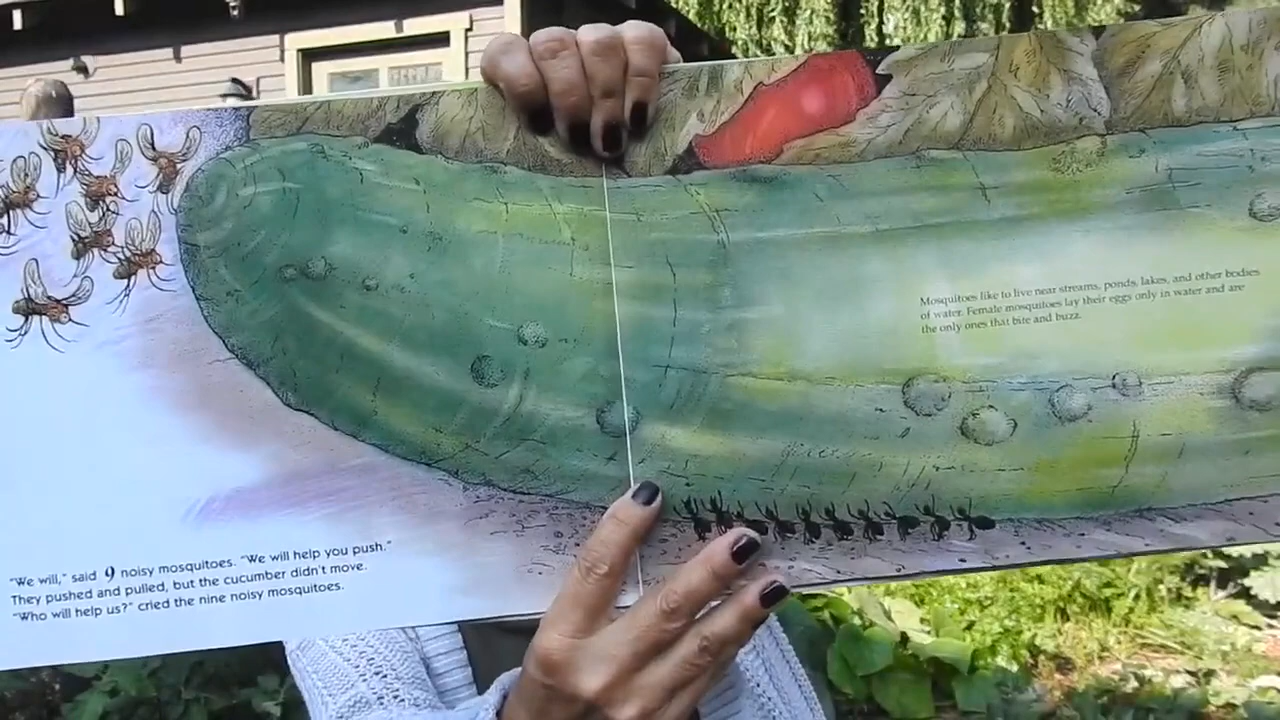 Mosquitoes like to live near streams, ponds, lakes, and other bodies
of water. Female mosquitoes lay their eggs only in water and are
the only ones that bite and buzz.
"We will," said 9 noisy mosquitoes. "We will help you push."
They pushed and pulled, but the cucumber didn't move.
"Who will help us?" cried the nine noisy mosquitoes.